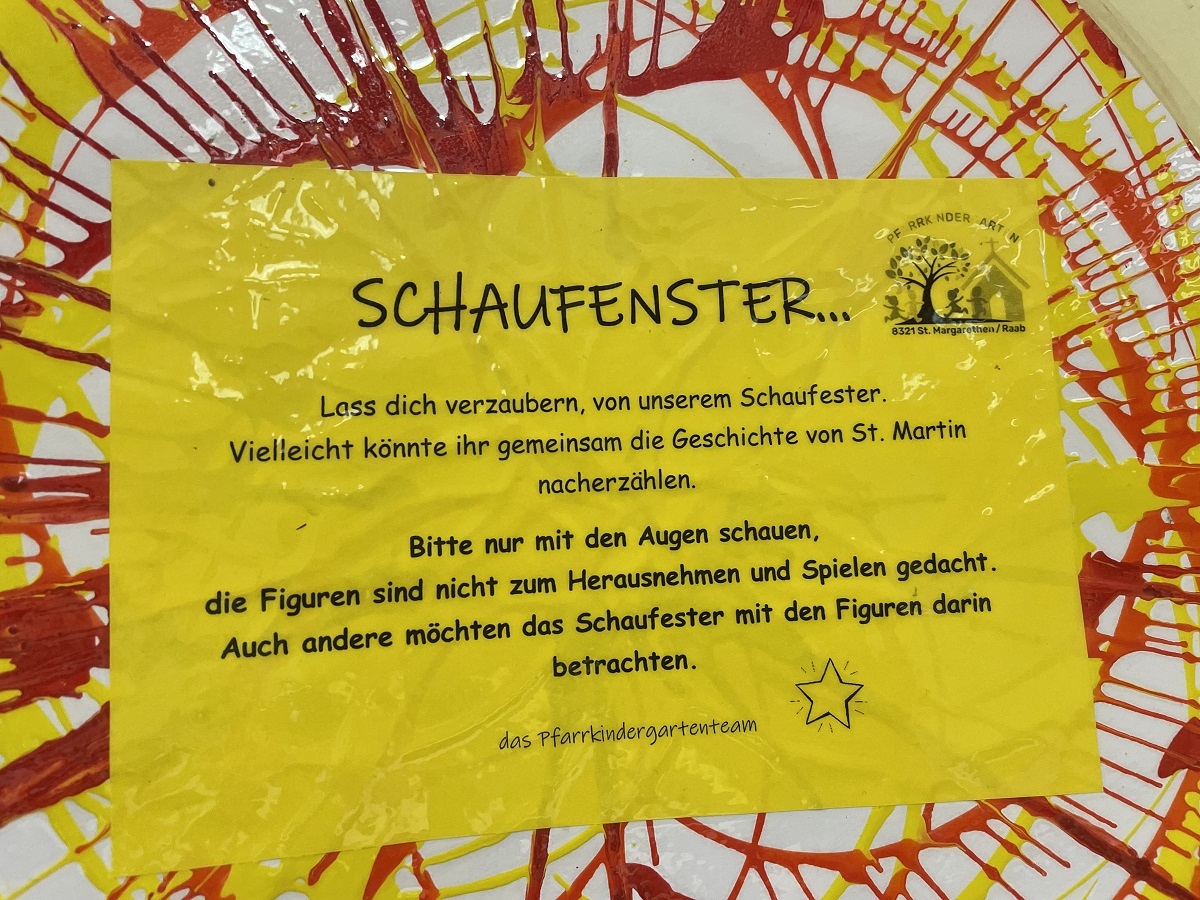 PFARRKINDERGARTEN
8321 St. Margarethen / Raab
SCHAUFENSTER...
Lass dich verzaubern, von unserem Schaufester.
Vielleicht könnte ihr gemeinsam die Geschichte von St. Martin
nacherzählen.
Bitte nur mit den Augen schauen,
die Figuren sind nicht zum Herausnehmen und Spielen gedacht.
Auch andere möchten das Schaufester mit den Figuren darin
betrachten.
das Pfarrkindergartenteam